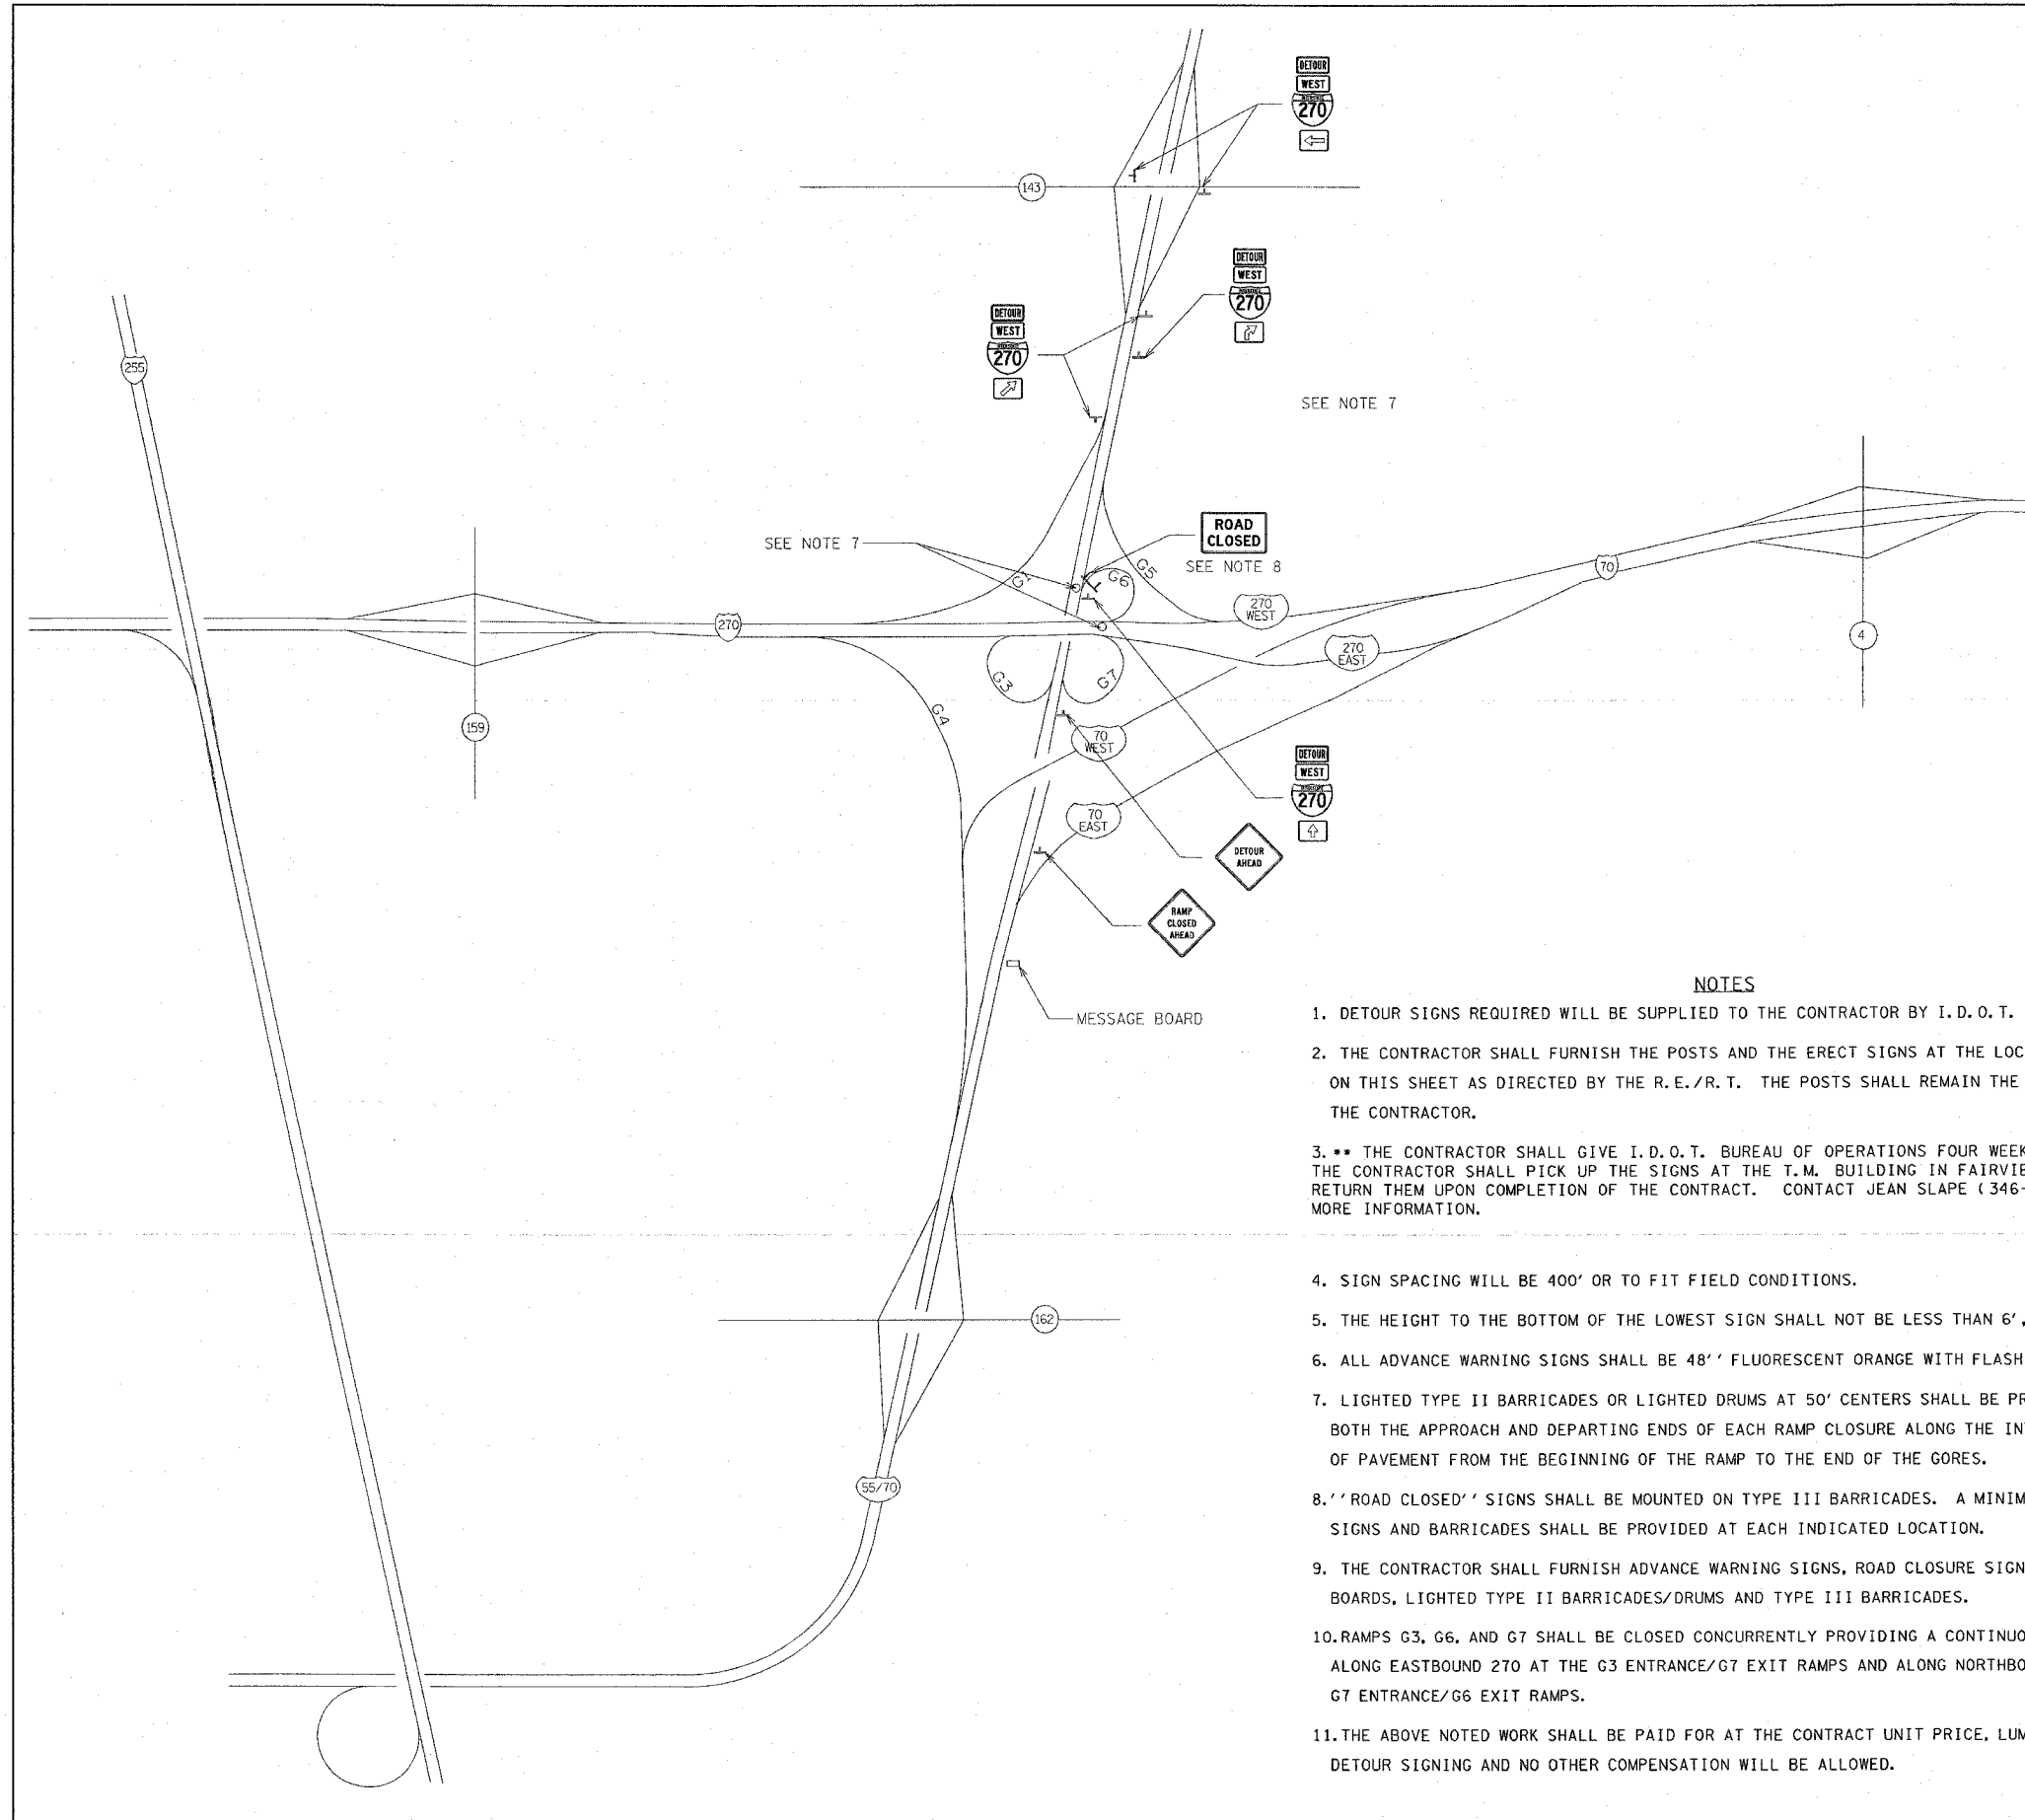 DETOUR
WEST
INTERSTATE
270
143
DETOUR
WEST
270
DETOUR
WEST
270
255
SEE NOTE 7
ROAD
CLOSED
SEE NOTE 7
SEE NOTE 8
G1
G6
G5
70
270
WEST
270
270
EAST
4
G3
G7
G4
159
70
WEST
DETOUR
WEST
270
70
EAST
DETOUR
AHEAD
RAMP
CLOSED
AHEAD
MESSAGE BOARD
NOTES
1. DETOUR SIGNS REQUIRED WILL BE SUPPLIED TO THE CONTRACTOR BY I.D.O.T.
2. THE CONTRACTOR SHALL FURNISH THE POSTS AND THE ERECT SIGNS AT THE LOC
ON THIS SHEET AS DIRECTED BY THE R.E./R.T. THE POSTS SHALL REMAIN THE
THE CONTRACTOR.
3. ** THE CONTRACTOR SHALL GIVE I.D.O.T. BUREAU OF OPERATIONS FOUR WEEK
THE CONTRACTOR SHALL PICK UP THE SIGNS AT THE T.M. BUILDING IN FAIRVIE
RETURN THEM UPON COMPLETION OF THE CONTRACT. CONTACT JEAN SLAPE (346-
MORE INFORMATION.
4. SIGN SPACING WILL BE 400' OR TO FIT FIELD CONDITIONS.
5. THE HEIGHT TO THE BOTTOM OF THE LOWEST SIGN SHALL NOT BE LESS THAN 6',
162
6. ALL ADVANCE WARNING SIGNS SHALL BE 48'' FLUORESCENT ORANGE WITH FLASH
7. LIGHTED TYPE II BARRICADES OR LIGHTED DRUMS AT 50' CENTERS SHALL BE PR
BOTH THE APPROACH AND DEPARTING ENDS OF EACH RAMP CLOSURE ALONG THE IN
OF PAVEMENT FROM THE BEGINNING OF THE RAMP TO THE END OF THE GORES.
55/70
8.''ROAD CLOSED'' SIGNS SHALL BE MOUNTED ON TYPE III BARRICADES. A MINIM
SIGNS AND BARRICADES SHALL BE PROVIDED AT EACH INDICATED LOCATION.
9. THE CONTRACTOR SHALL FURNISH ADVANCE WARNING SIGNS, ROAD CLOSURE SIGN
BOARDS, LIGHTED TYPE II BARRICADES/DRUMS AND TYPE III BARRICADES.
10.RAMPS G3, G6, AND G7 SHALL BE CLOSED CONCURRENTLY PROVIDING A CONTINUO
ALONG EASTBOUND 270 AT THE G3 ENTRANCE/G7 EXIT RAMPS AND ALONG NORTHBO
G7 ENTRANCE/G6 EXIT RAMPS.
11.THE ABOVE NOTED WORK SHALL BE PAID FOR AT THE CONTRACT UNIT PRICE, LUM
DETOUR SIGNING AND NO OTHER COMPENSATION WILL BE ALLOWED.